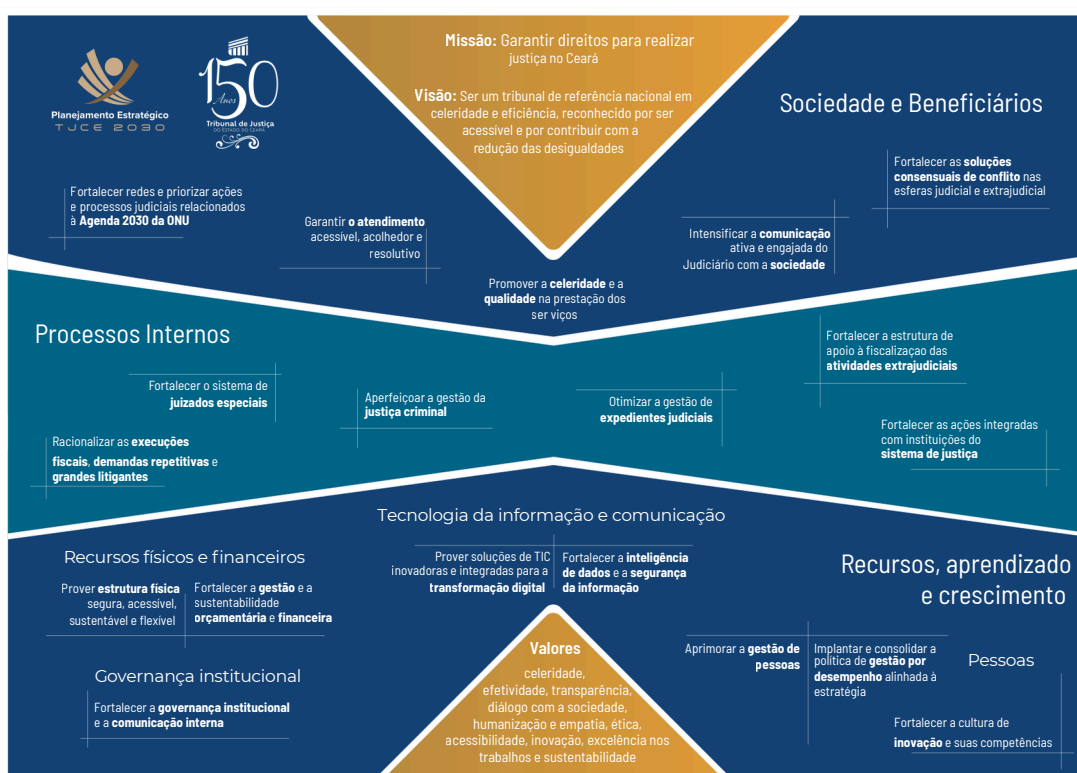 Planejamento Estratégico
TJCE 2030
150
Anos
Tribunal de Justiça
DO ESTADO DO CEARÁ
Missão: Garantir direitos para realizar
justiça no Ceará
Visão: Ser um tribunal de referência nacional em
celeridade e eficiência, reconhecido por ser
acessível e por contribuir com a
redução das desigualdades
Sociedade e Beneficiários
Fortalecer redes e priorizar ações
e processos judiciais relacionados
à Agenda 2030 da ONU
Garantir o atendimento
acessível, acolhedor e
resolutivo
Promover a celeridade e a
qualidade na prestação dos
ser viços
Intensificar a comunicação
ativa e engajada do
Judiciário com a sociedade
Fortalecer as soluções
consensuais de conflito nas
esferas judicial e extrajudicial
Processos Internos
Fortalecer o sistema de
juizados especiais
Racionalizar as execuções
fiscais, demandas repetitivas e
grandes litigantes
Aperfeiçoar a gestão da
justiça criminal
Otimizar a gestão de
expedientes judiciais
Fortalecer a estrutura de
apoio à fiscalizaçao das
atividades extrajudiciais
Fortalecer as ações integradas
com instituições do
sistema de justiça
Tecnologia da informação e comunicação
Prover soluções de TIC
inovadoras e integradas para a
transformação digital
Fortalecer a inteligência
de dados e a segurança
da informação
Recursos físicos e financeiros
Prover estrutura física
segura, acessível,
sustentável e flexível
Fortalecer a gestão e a
sustentabilidade
orçamentária e financeira
Governança institucional
Fortalecer a governança institucional
e a comunicação interna
Valores
celeridade,
efetividade, transparência,
diálogo com a sociedade,
humanização e empatia, ética,
acessibilidade, inovação, excelência nos
trabalhos e sustentabilidade
Recursos, aprendizado
e crescimento
Aprimorar a gestão de
pessoas
Implantar e consolidar a
política de gestão por
desempenho alinhada à
estratégia
Pessoas
Fortalecer a cultura de
inovação e suas competências